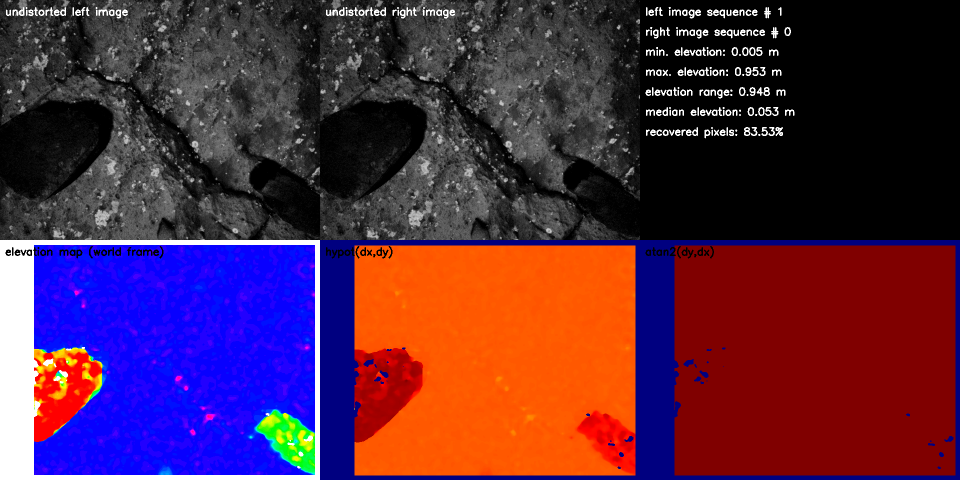 undistorted left image
undistorted right image
left image sequence # 1
right image sequence # 0
min. elevation: 0.005 m
max. elevation: 0.953 m
elevation range: 0.948 m
median elevation: 0.053 m
recovered pixels: 83.53%
elevation map (world frame)
hypot(dx,dy)
atan2(dy,dx)